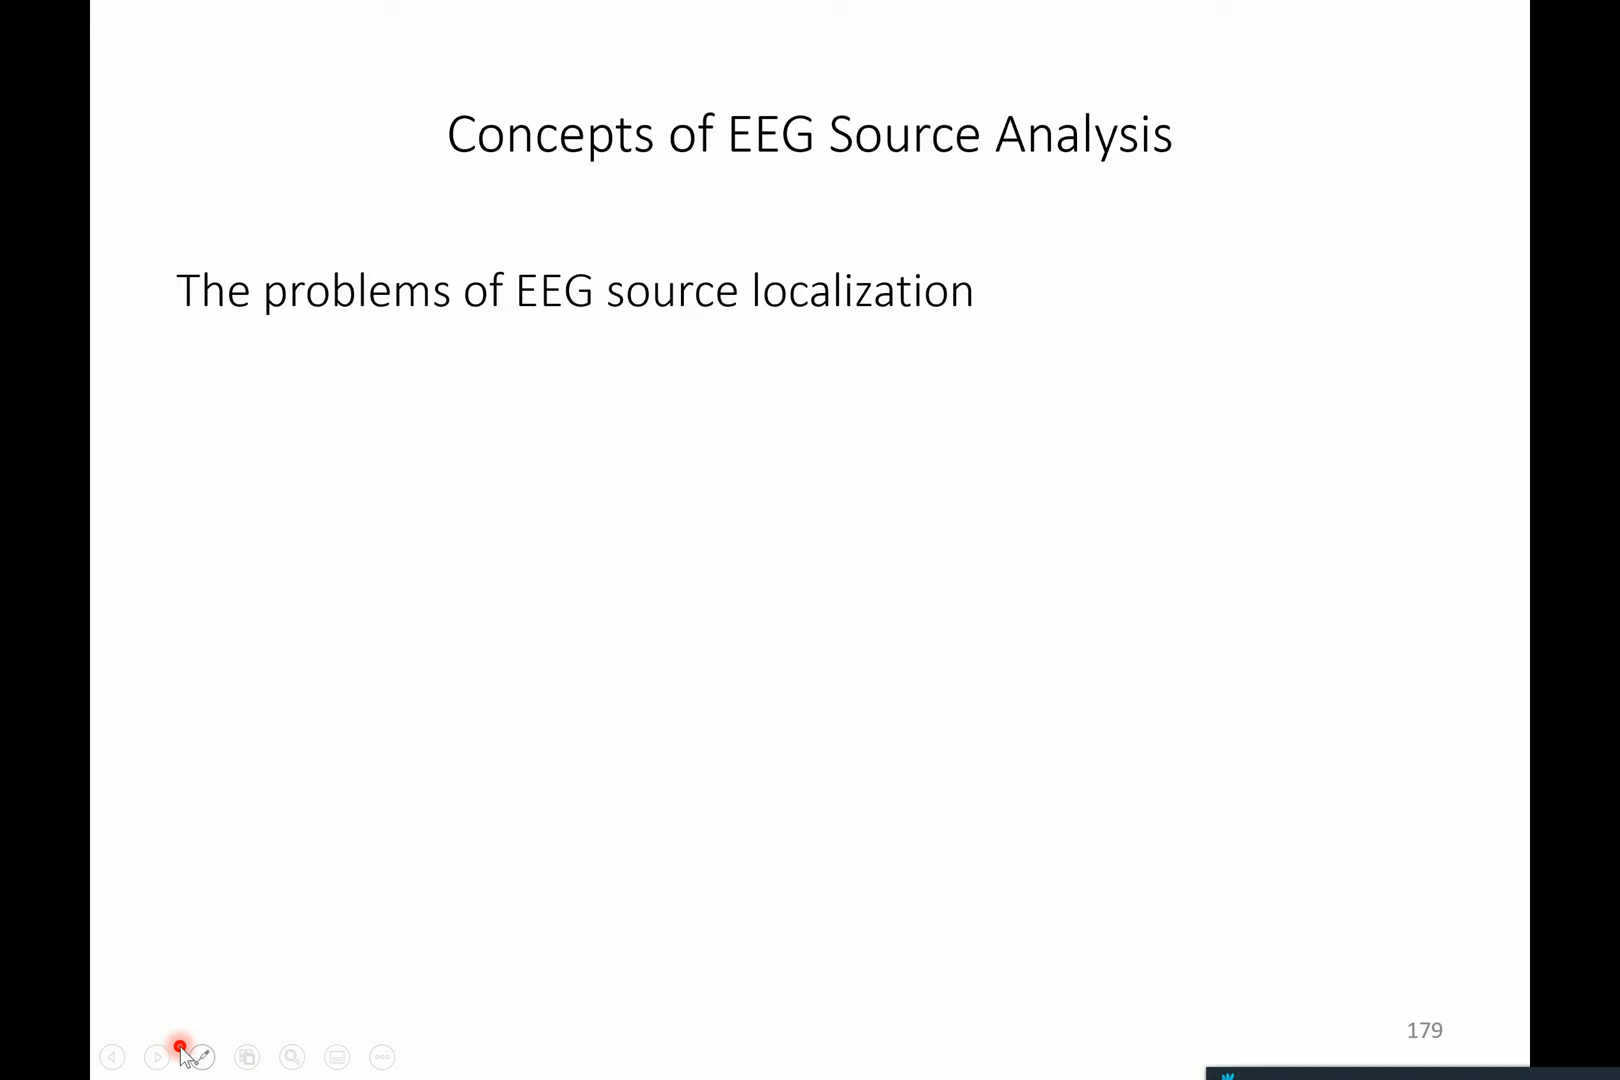 Concepts of EEG Source Analysis
The problems of EEG source localization
179